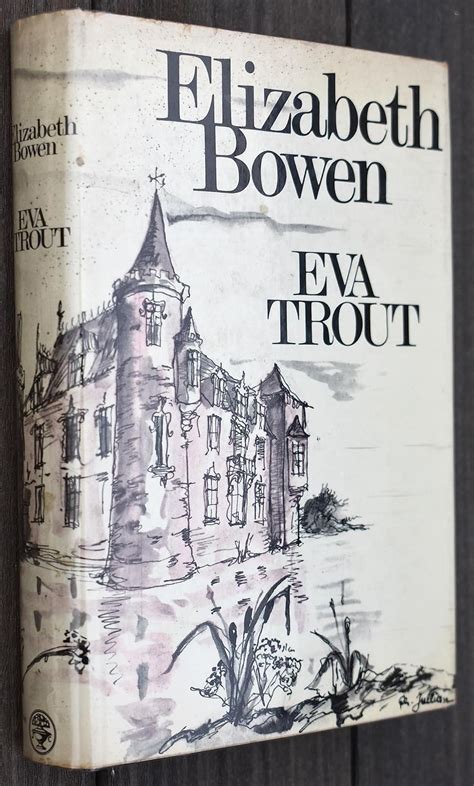 Elizabeth
Bowen
EVA
TROUT
Elizabeth
Bowen
EVA
TROUT